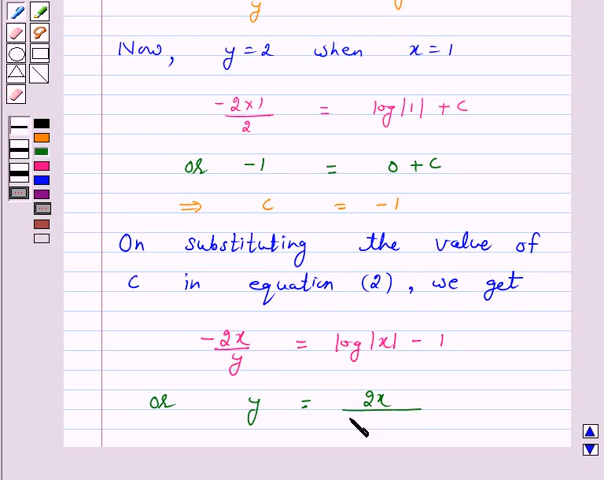 y
Now, y = 2 when x = 1
-2×1/2 = log|1| + C
or -1 = 0 + C
⇒ C = -1
On substituting the value of
C in equation (2), we get
-2x/y = log|x| - 1
or y = 2x